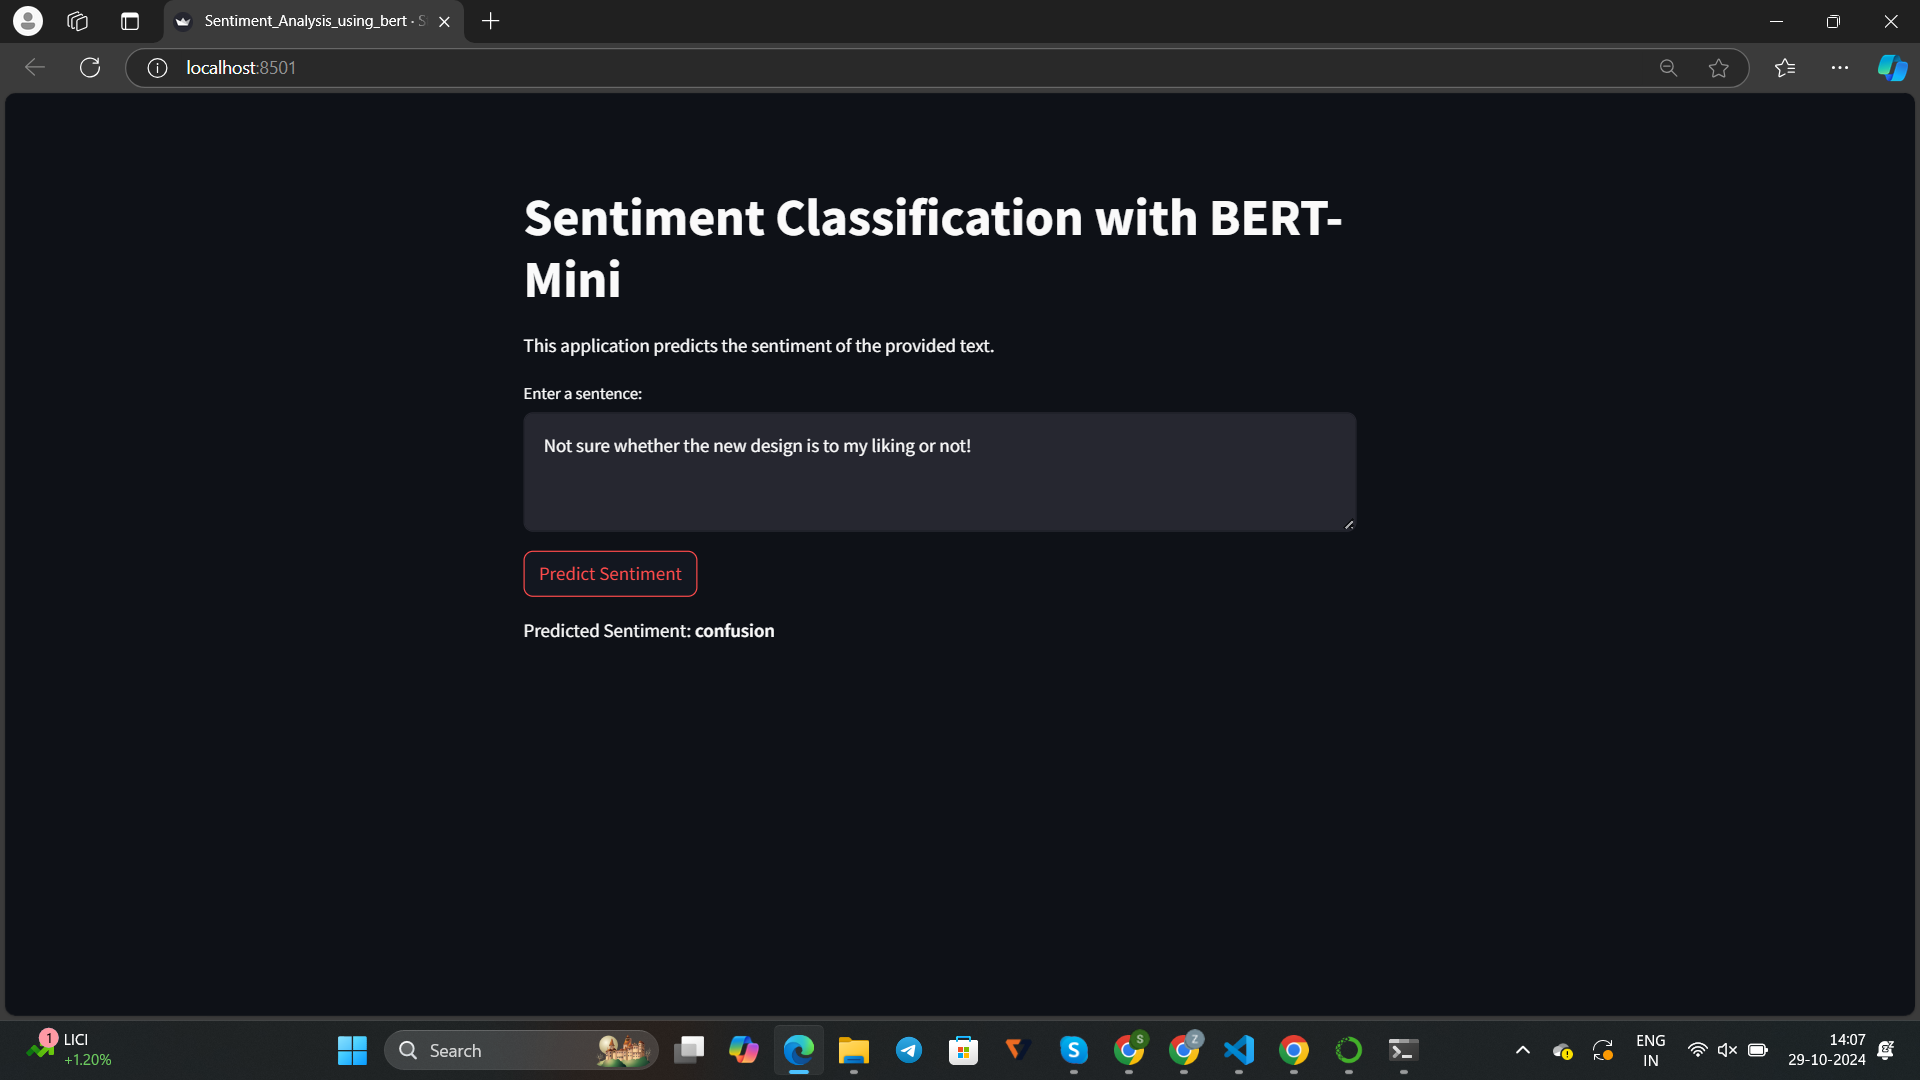 Sentiment_Analysis_using_bert · S
localhost:8501
Sentiment Classification with BERT-
Mini
This application predicts the sentiment of the provided text.
Enter a sentence:
Not sure whether the new design is to my liking or not!
Predict Sentiment
Predicted Sentiment: confusion
1
LICI
+1.20%
Search
S
S
Z
ENG
IN
14:07
29-10-2024